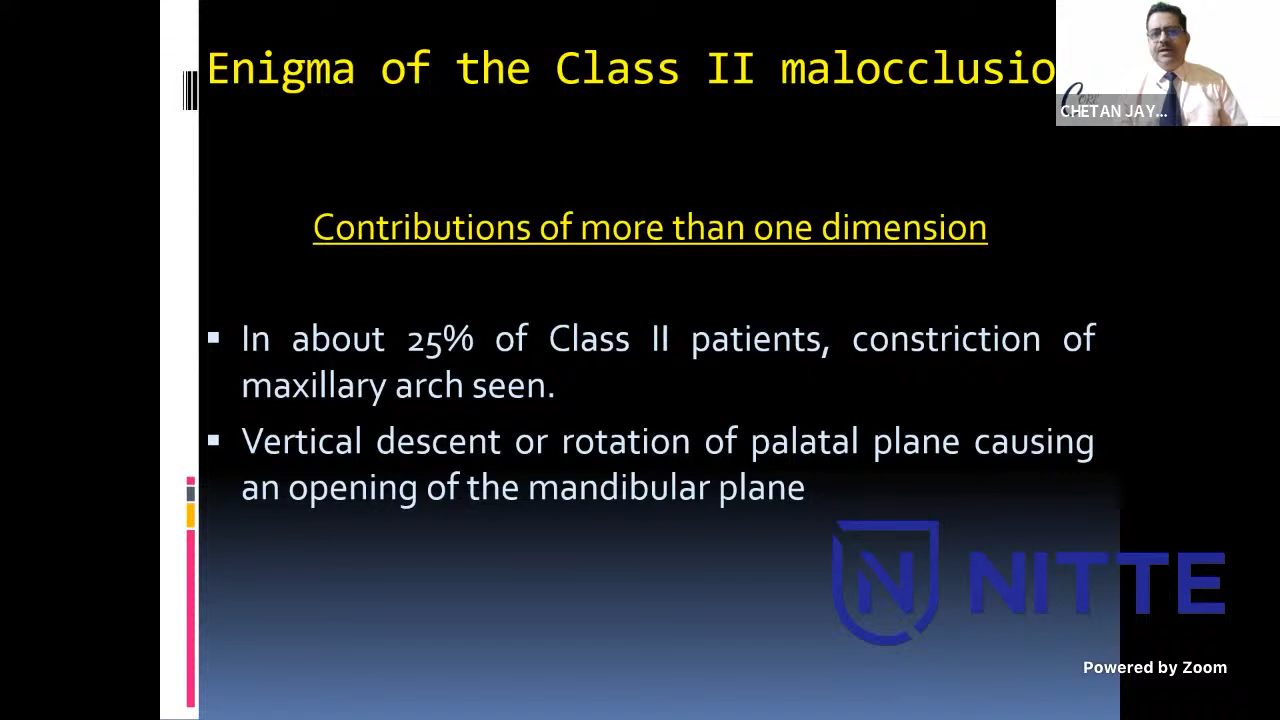 Enigma of the Class II malocclusio
CHETAN JAY...
Contributions of more than one dimension
In about 25% of Class II patients, constriction of
maxillary arch seen.
Vertical descent or rotation of palatal plane causing
an opening of the mandibular plane
N NITTE
Powered by Zoom